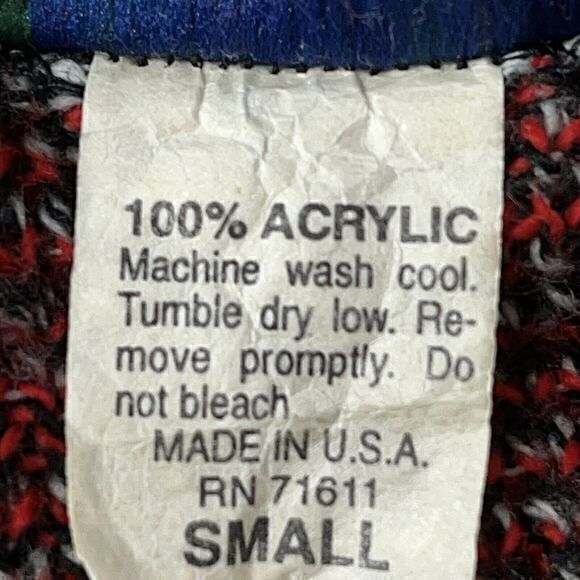 100% ACRYLIC
Machine wash cool.
Tumble dry low. Re-
move promptly. Do
not bleach
MADE IN U.S.A.
RN 71611
SMALL